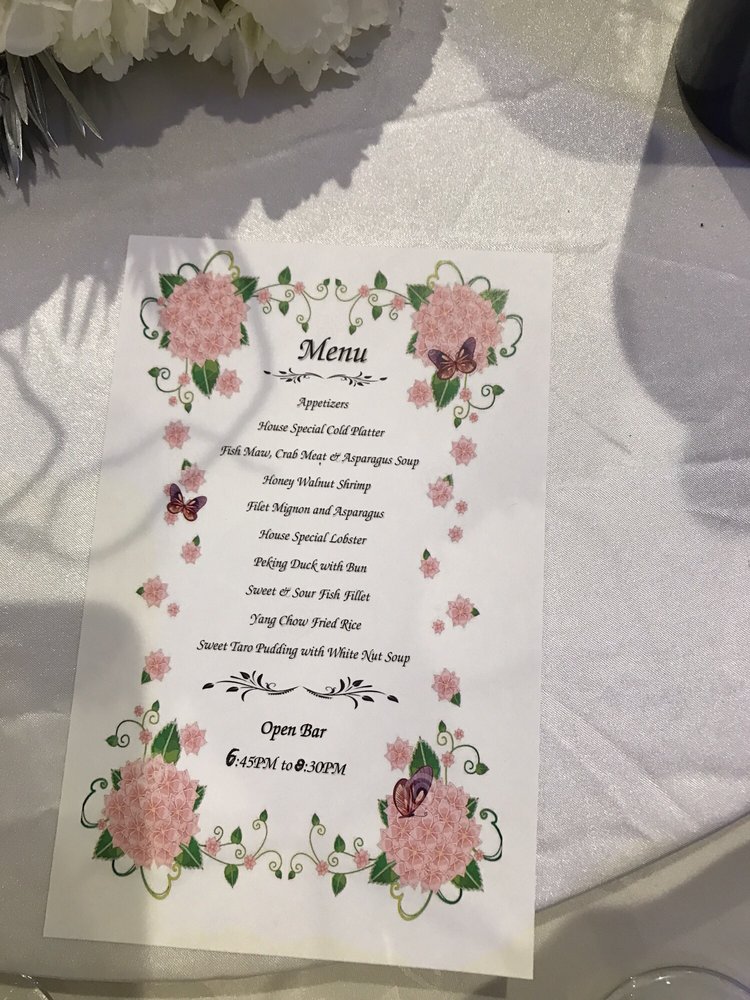 Menu
Appetizers
House Special Cold Platter
Fish Maw, Crab Meat & Asparagus Soup
Honey Walnut Shrimp
Filet Mignon and Asparagus
House Special Lobster
Peking Duck with Bun
Sweet & Sour Fish Fillet
Yang Chow Fried Rice
Sweet Taro Pudding with White Nut Soup
Open Bar
6:45PM to :30PM